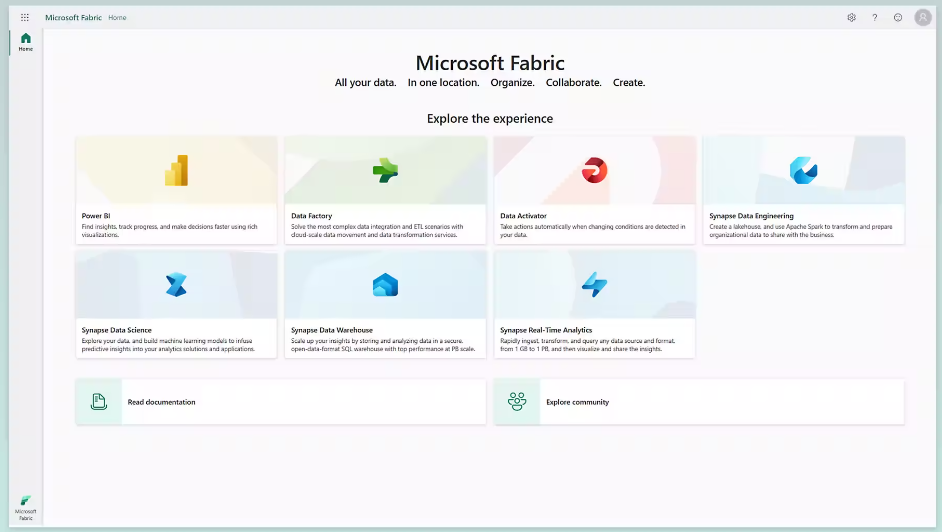 Microsoft Fabric Home
Home
Microsoft Fabric
All your data. In one location. Organize. Collaborate. Create.
Explore the experience
Power BI
Find insights, track progress, and make decisions faster using rich
visualizations.
Data Factory
Solve the most complex data integration and ETL scenarios with
cloud-scale data movement and data transformation services.
Data Activator
Take actions automatically when changing conditions are detected in
your data.
Synapse Data Engineering
Create a lakehouse, and use Apache Spark to transform and prepare
organizational data to share with the business.
Synapse Data Science
Explore your data, and build machine learning models to infuse
predictive insights into your analytics solutions and applications.
Synapse Data Warehouse
Scale up your insights by storing and analyzing data in a secure,
open-data-format SQL warehouse with top performance at PB scale.
Synapse Real-Time Analytics
Rapidly ingest, transform, and query any data source and format,
from 1 GB to 1 PB, and then visualize and share the insights.
Read documentation
Explore community
Microsoft
Fabric